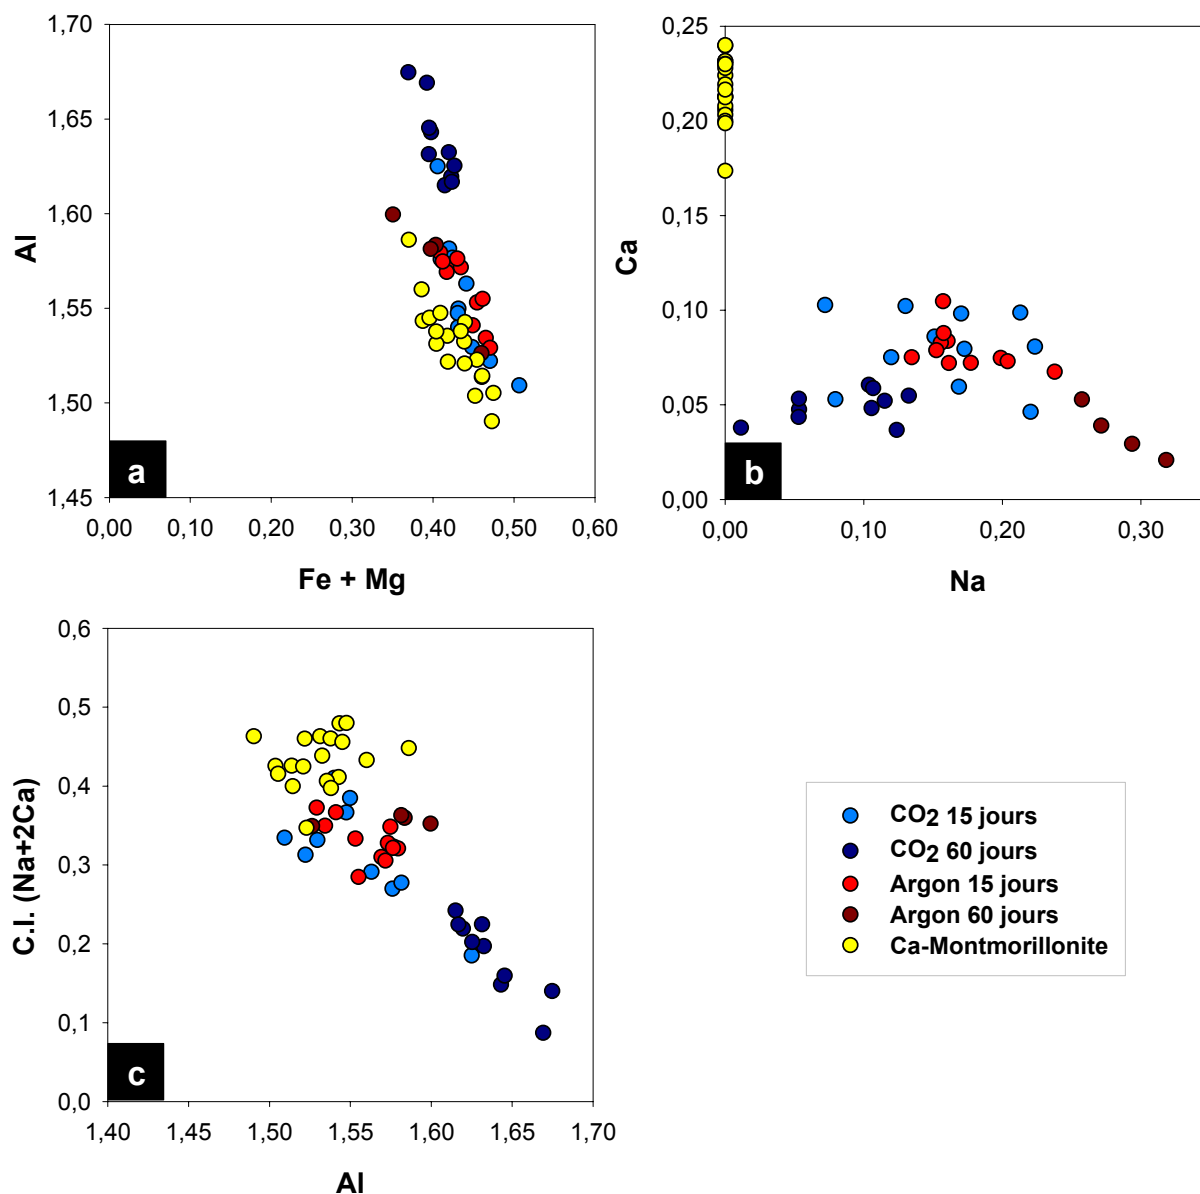 1,70
1,65
1,60
1,55
1,50
1,45
Al
a
0,00 0,10 0,20 0,30 0,40 0,50 0,60
Fe + Mg
0,25
0,20
0,15
0,10
0,05
0,00
Ca
b
0,00 0,10 0,20 0,30
Na
0,6
0,5
0,4
0,3
0,2
0,1
0,0
C.I. (Na+2Ca)
c
1,40 1,45 1,50 1,55 1,60 1,65 1,70
Al
CO2 15 jours
CO2 60 jours
Argon 15 jours
Argon 60 jours
Ca-Montmorillonite